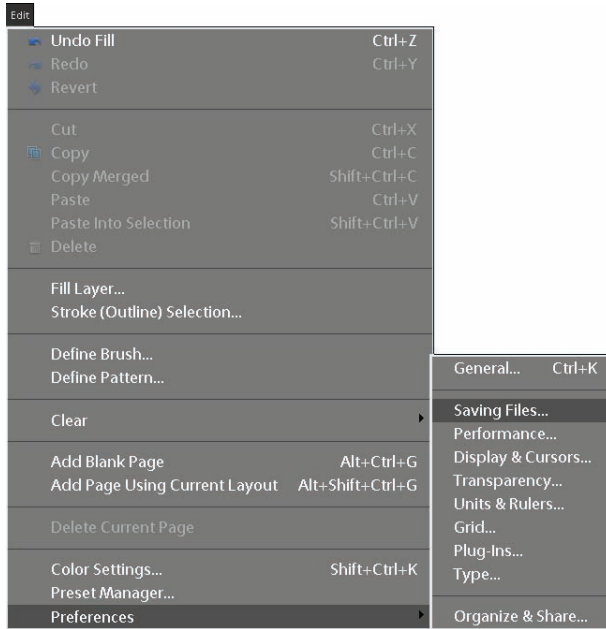 Edit
Undo Fill Ctrl+Z
Redo Ctrl+Y
Revert
Cut Ctrl+X
Copy Ctrl+C
Copy Merged Shift+Ctrl+C
Paste Ctrl+V
Paste Into Selection Shift+Ctrl+V
Delete
Fill Layer...
Stroke (Outline) Selection...
Define Brush...
Define Pattern...
Clear
Add Blank Page Alt+Ctrl+G
Add Page Using Current Layout Alt+Shift+Ctrl+G
Delete Current Page
Color Settings... Shift+Ctrl+K
Preset Manager...
Preferences
General... Ctrl+K
Saving Files...
Performance...
Display & Cursors...
Transparency...
Units & Rulers...
Grid...
Plug-Ins...
Type...
Organize & Share...